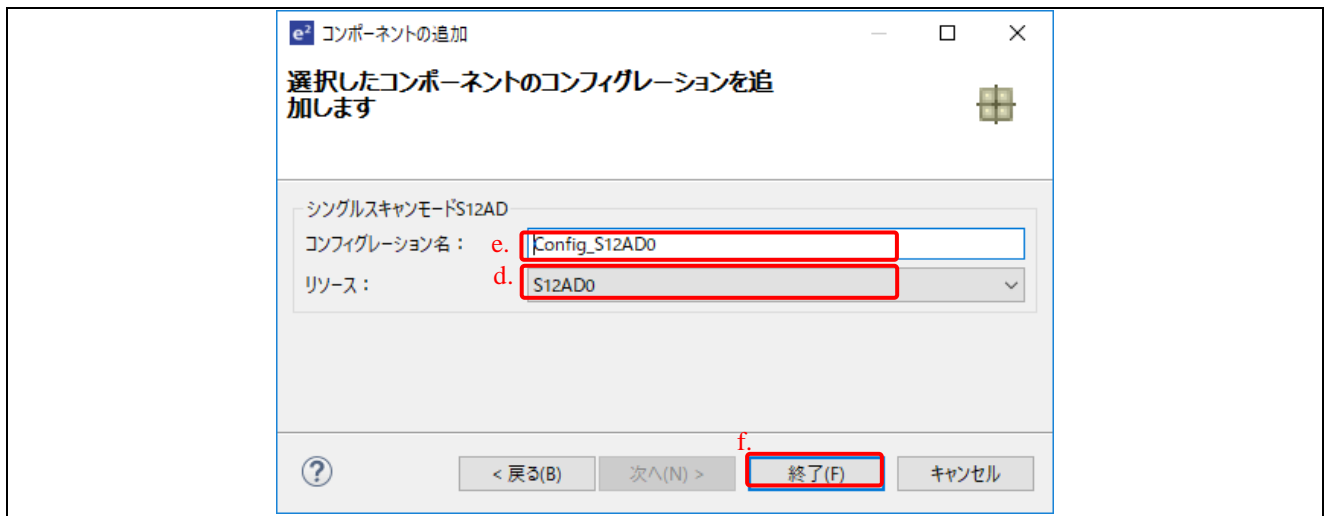 e² コンポーネントの追加
選択したコンポーネントのコンフィグレーションを追
加します
シングルスキャンモードS12AD
コンフィグレーション名： e. Config_S12AD0
リソース： d. S12AD0
f.
< 戻る(B) 次へ(N) > 終了(F) キャンセル